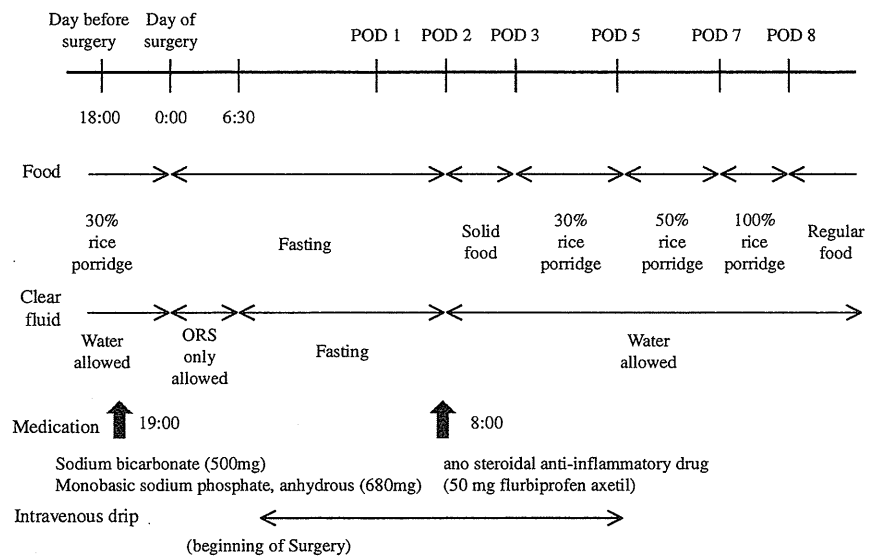 Day before surgery
Day of surgery
POD 1
POD 2
POD 3
POD 5
POD 7
POD 8
18:00
0:00
6:30
Food
30% rice porridge
Fasting
Solid food
30% rice porridge
50% rice porridge
100% rice porridge
Regular food
Clear fluid
Water allowed
ORS only allowed
Fasting
Water allowed
Medication
19:00
8:00
Sodium bicarbonate (500mg)
Monobasic sodium phosphate, anhydrous (680mg)
ano steroidal anti-inflammatory drug
(50 mg flurbiprofen axetil)
Intravenous drip
(beginning of Surgery)